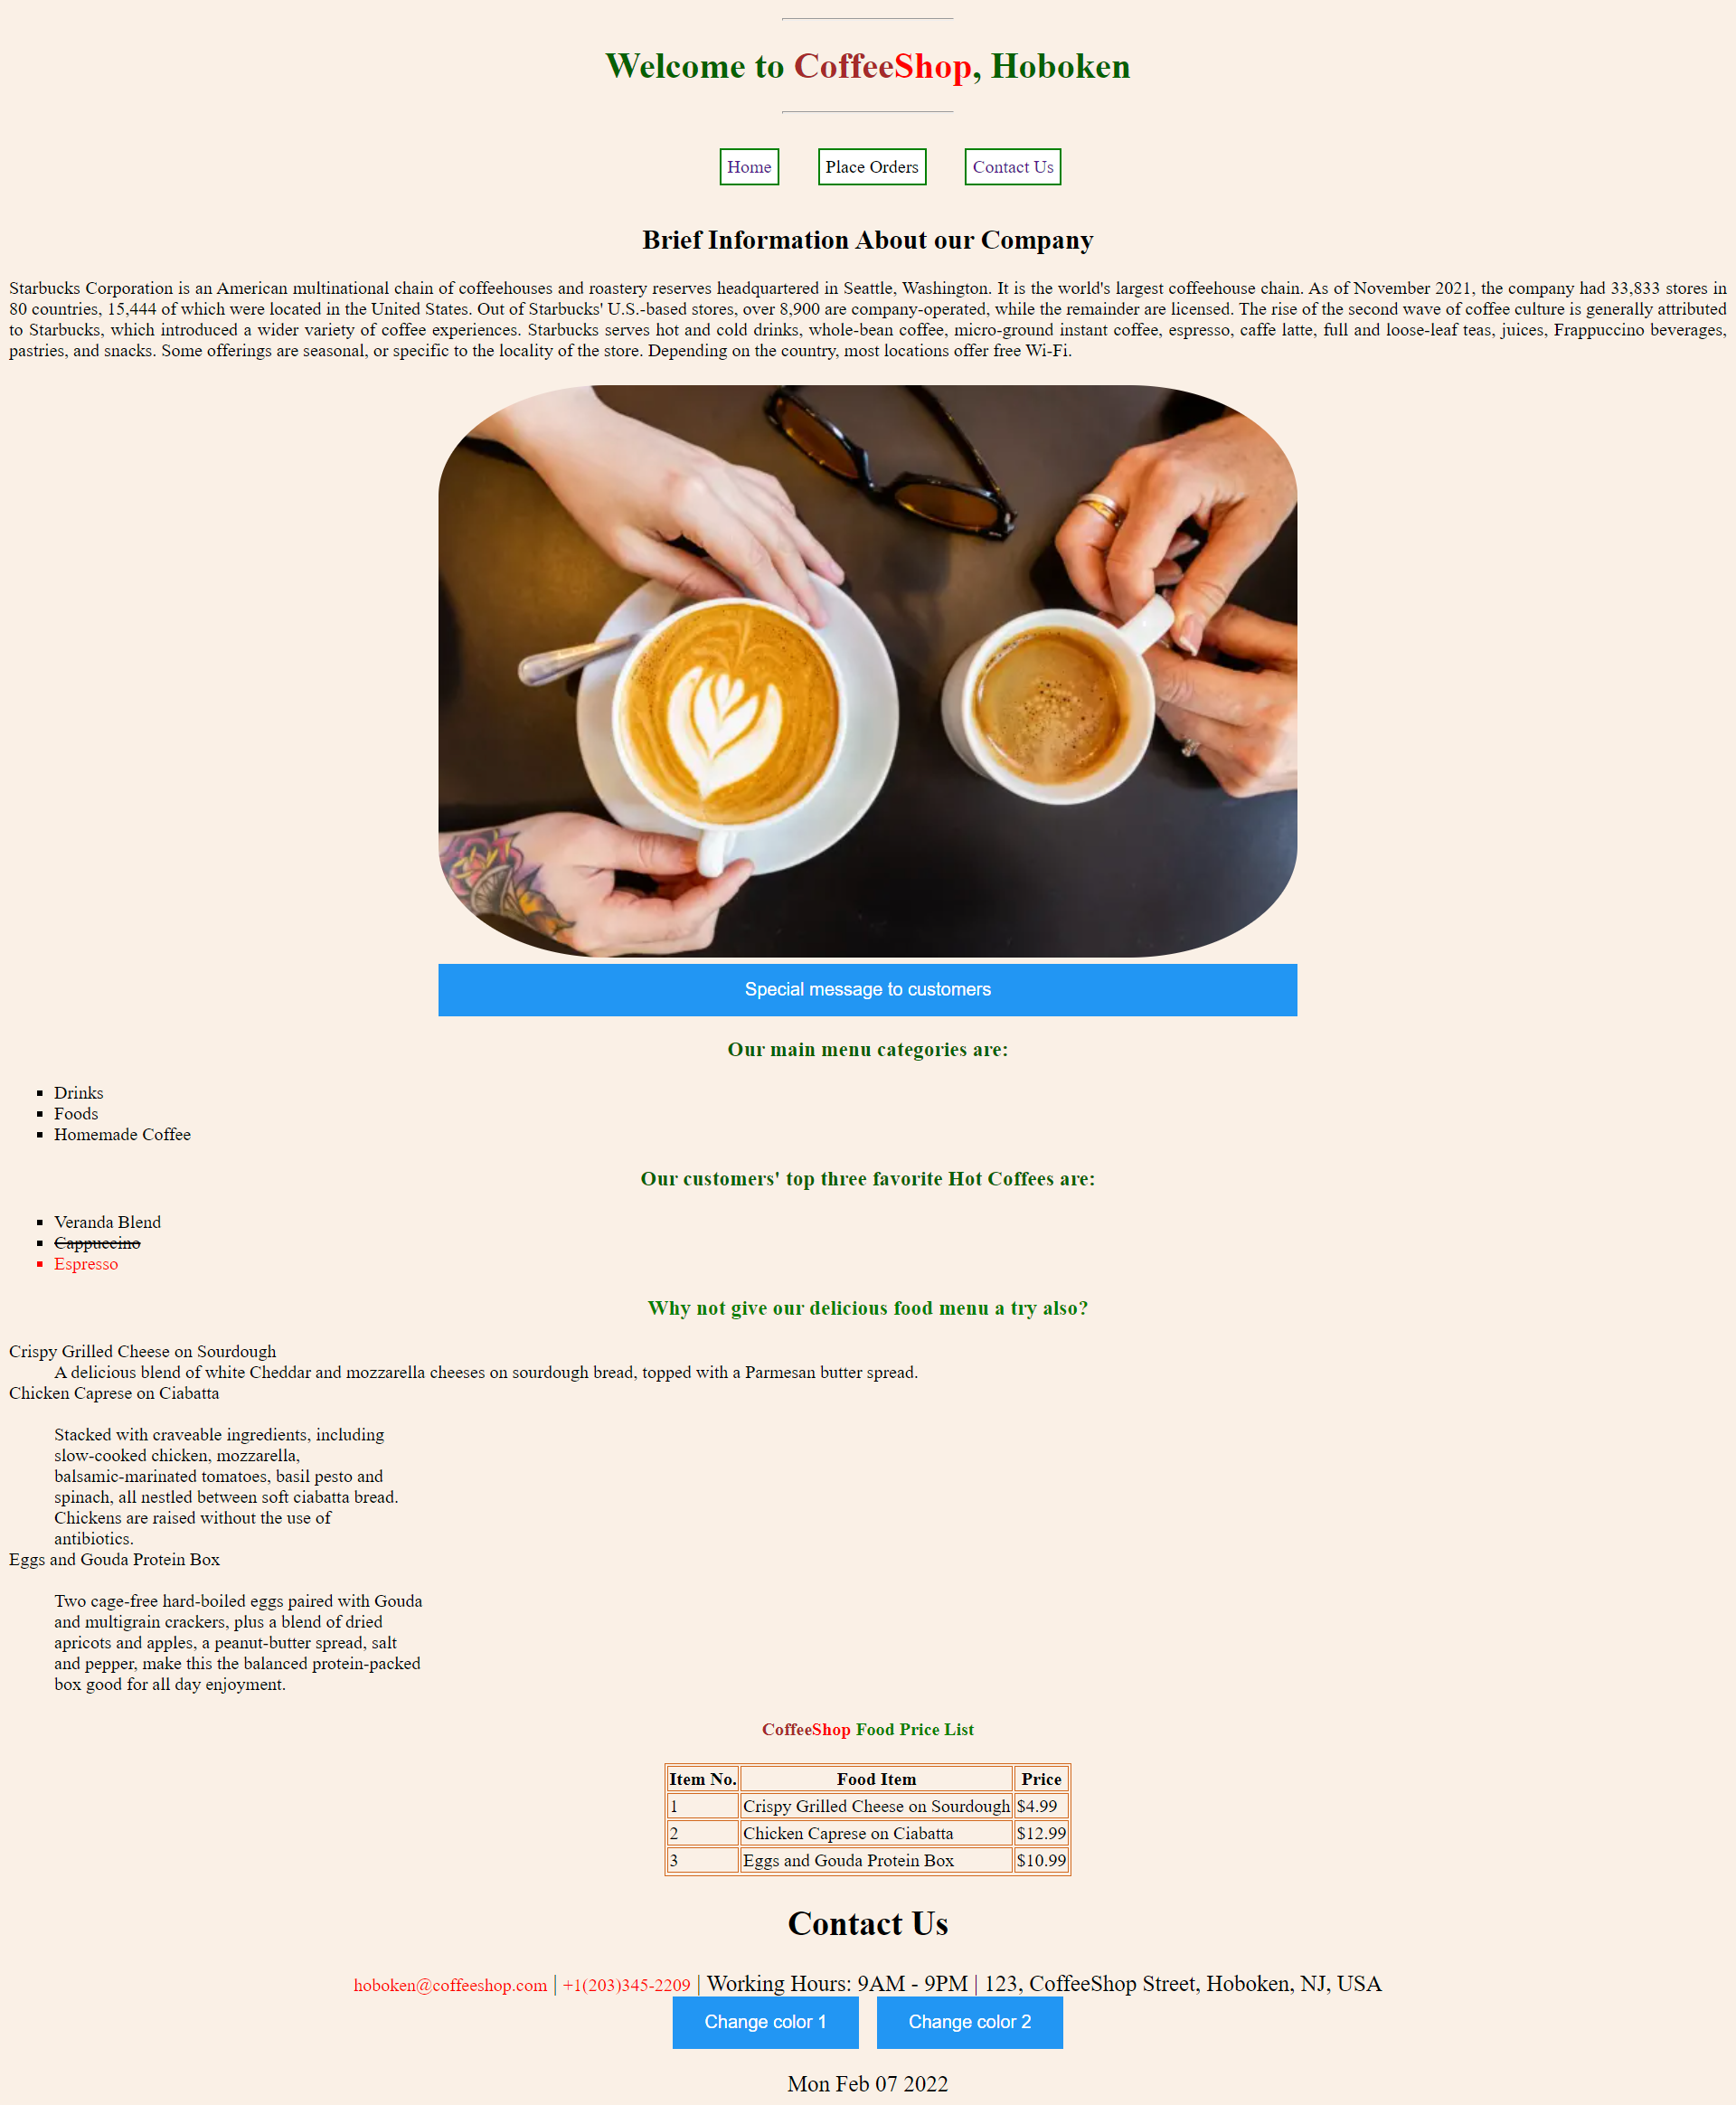 Welcome to CoffeeShop, Hoboken
Home
Place Orders
Contact Us
Brief Information About our Company
Starbucks Corporation is an American multinational chain of coffeehouses and roastery reserves headquartered in Seattle, Washington. It is the world's largest coffeehouse chain. As of November 2021, the company had 33,833 stores in
80 countries, 15,444 of which were located in the United States. Out of Starbucks' U.S.-based stores, over 8,900 are company-operated, while the remainder are licensed. The rise of the second wave of coffee culture is generally attributed
to Starbucks, which introduced a wider variety of coffee experiences. Starbucks serves hot and cold drinks, whole-bean coffee, micro-ground instant coffee, espresso, caffe latte, full and loose-leaf teas, juices, Frappuccino beverages,
pastries, and snacks. Some offerings are seasonal, or specific to the locality of the store. Depending on the country, most locations offer free Wi-Fi.
Special message to customers
Our main menu categories are:
Drinks
Foods
Homemade Coffee
Our customers' top three favorite Hot Coffees are:
Veranda Blend
Cappuccino
Espresso
Why not give our delicious food menu a try also?
Crispy Grilled Cheese on Sourdough
A delicious blend of white Cheddar and mozzarella cheeses on sourdough bread, topped with a Parmesan butter spread.
Chicken Caprese on Ciabatta
Stacked with craveable ingredients, including
slow-cooked chicken, mozzarella,
balsamic-marinated tomatoes, basil pesto and
spinach, all nestled between soft ciabatta bread.
Chickens are raised without the use of
antibiotics.
Eggs and Gouda Protein Box
Two cage-free hard-boiled eggs paired with Gouda
and multigrain crackers, plus a blend of dried
apricots and apples, a peanut-butter spread, salt
and pepper, make this the balanced protein-packed
box good for all day enjoyment.
CoffeeShop Food Price List
Item No. Food Item Price
1 Crispy Grilled Cheese on Sourdough $4.99
2 Chicken Caprese on Ciabatta $12.99
3 Eggs and Gouda Protein Box $10.99
Contact Us
hoboken@coffeeshop.com | +1(203)345-2209 | Working Hours: 9AM - 9PM | 123, CoffeeShop Street, Hoboken, NJ, USA
Change color 1
Change color 2
Mon Feb 07 2022